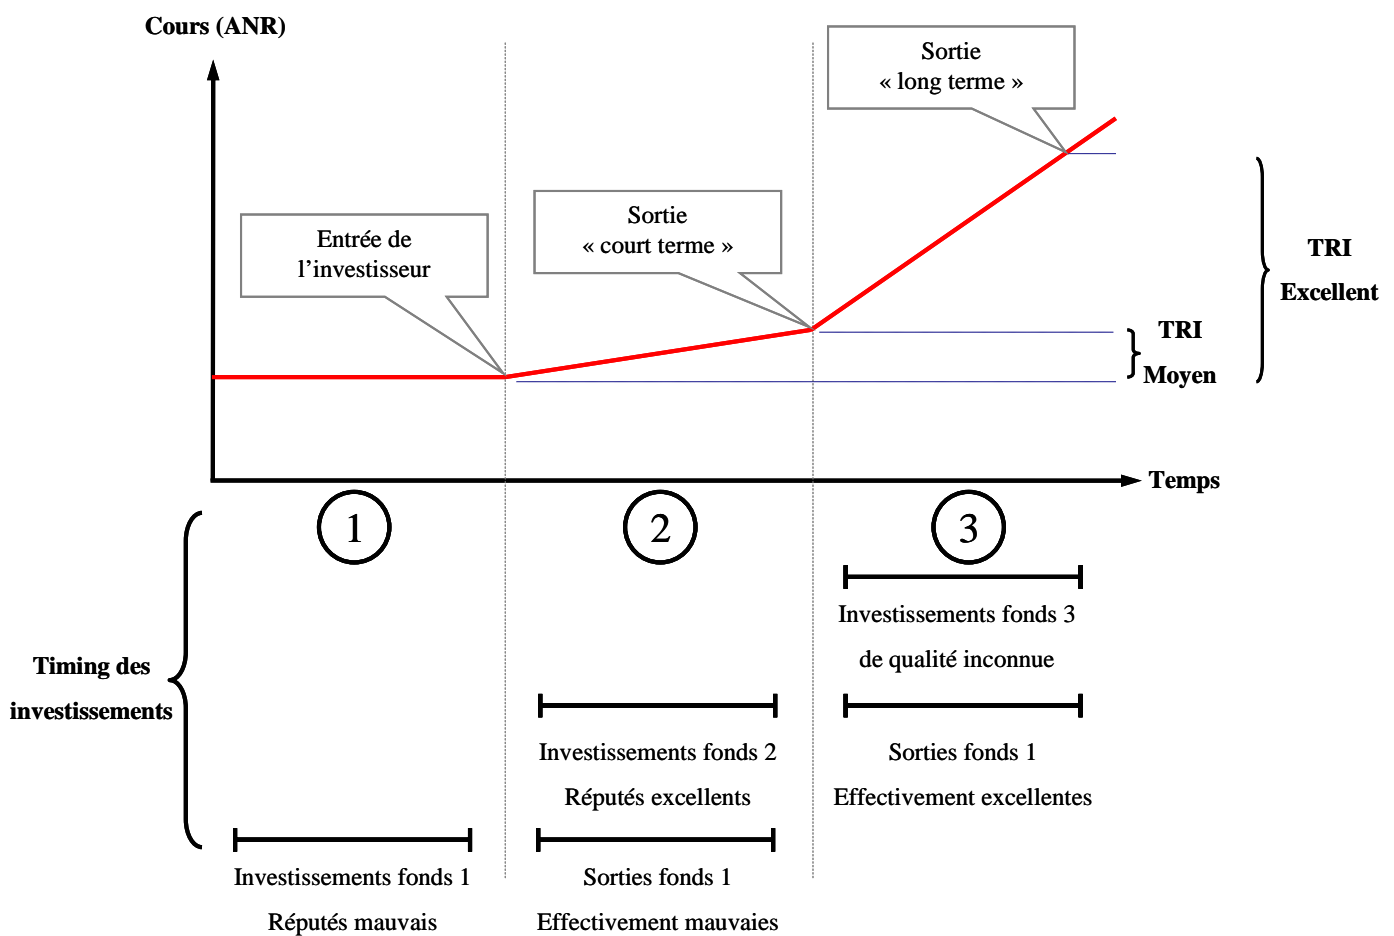 Cours (ANR)
Sortie
« long terme »
Sortie
« court terme »
Entrée de
l’investisseur
TRI
Excellent
TRI
Moyen
Temps
1
2
3
Timing des
investissements
Investissements fonds 3
de qualité inconnue
Investissements fonds 2
Réputés excellents
Sorties fonds 1
Effectivement excellentes
Investissements fonds 1
Réputés mauvais
Sorties fonds 1
Effectivement mauvaies